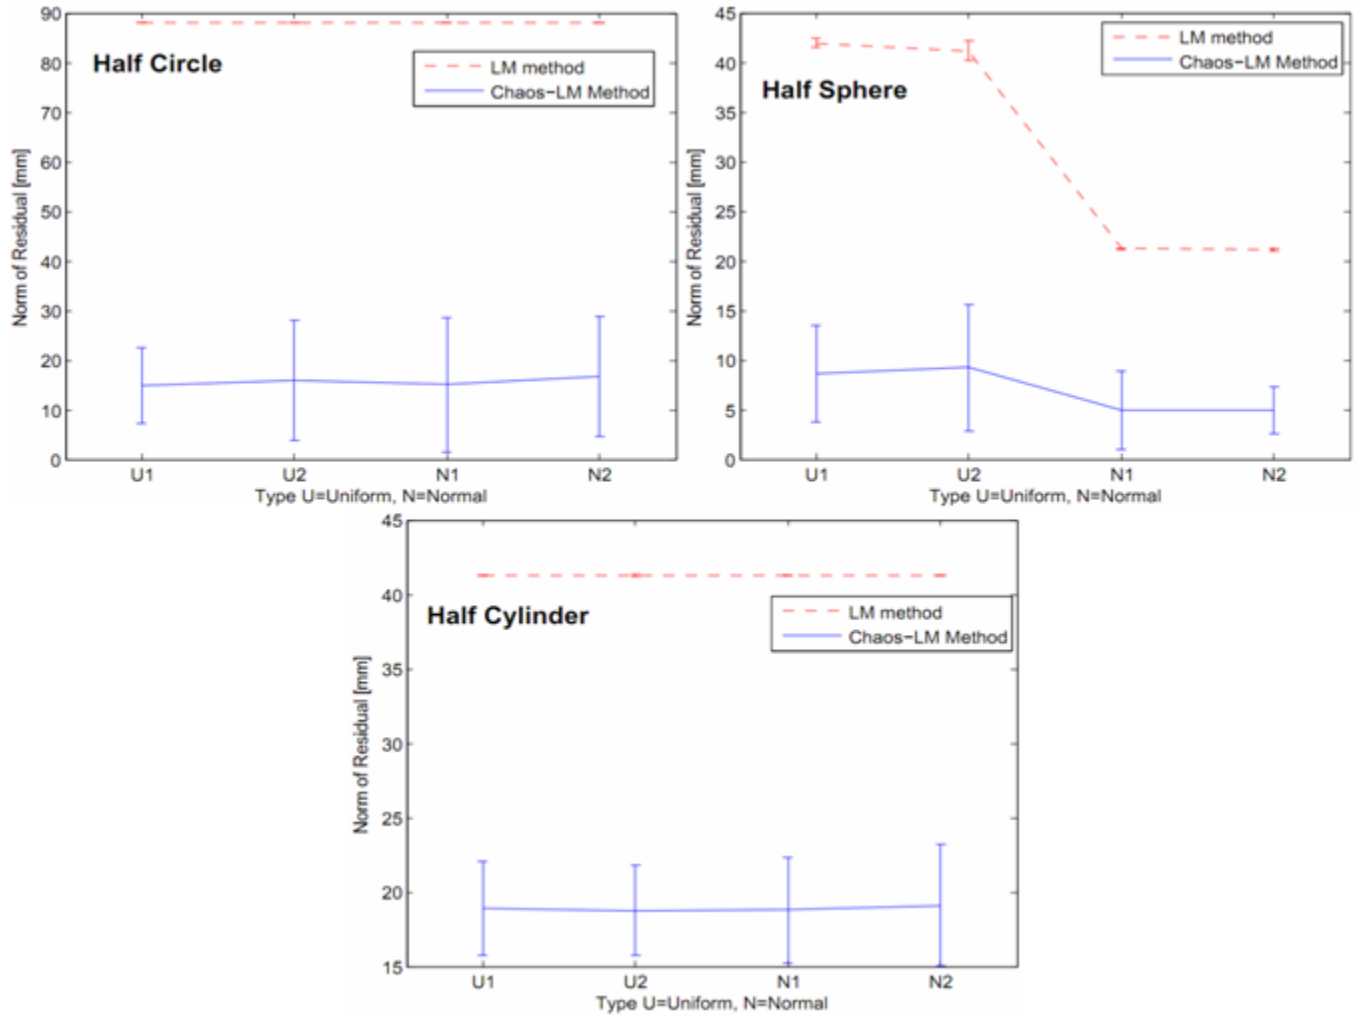 90
80
70
60
50
40
30
20
10
0
Norm of Residual [mm]
Half Circle
LM method
Chaos-LM Method
U1 U2 N1 N2
Type U=Uniform, N=Normal
45
40
35
30
25
20
15
10
5
0
Norm of Residual [mm]
Half Sphere
LM method
Chaos-LM Method
U1 U2 N1 N2
Type U=Uniform, N=Normal
45
40
35
30
25
20
15
Norm of Residual [mm]
Half Cylinder
LM method
Chaos-LM Method
U1 U2 N1 N2
Type U=Uniform, N=Normal